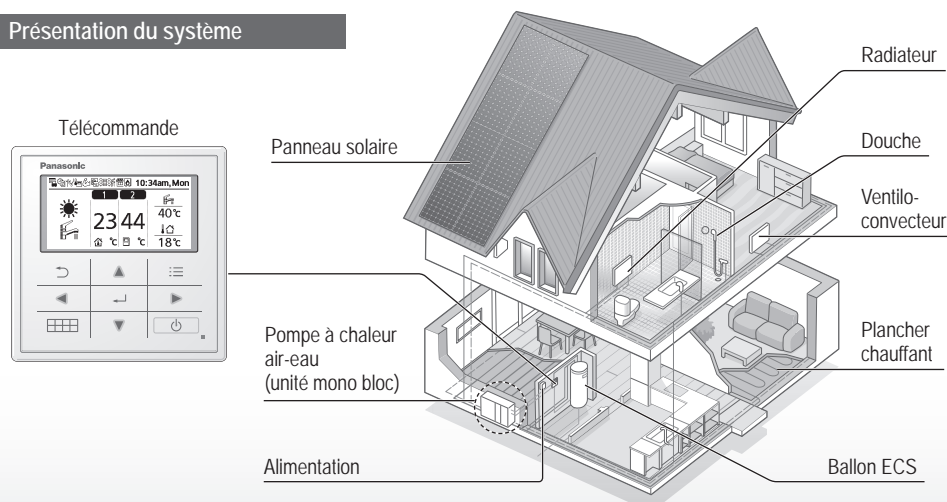 Présentation du système
Télécommande
Panasonic
10:34am, Mon
1 2
23 44
°c °c
40°c
18°c
Panneau solaire
Pompe à chaleur
air-eau
(unité mono bloc)
Alimentation
Radiateur
Douche
Ventilo-
convecteur
Plancher
chauffant
Ballon ECS